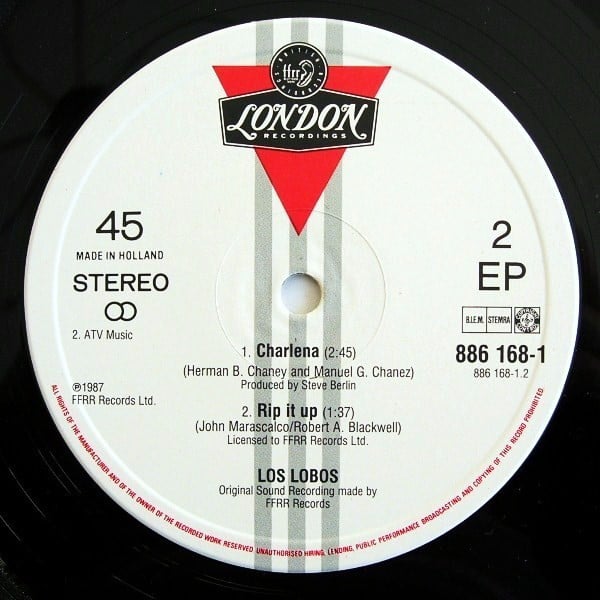 ffrr
LONDON
RECORDINGS
45
MADE IN HOLLAND
STEREO
2. ATV Music
2
EP
B.I.E.M. STEMRA
886 168-1
886 168-1.2
1. Charlena (2:45)
(Herman B. Chaney and Manuel G. Chanez)
Produced by Steve Berlin
℗1987
FFRR Records Ltd.
2. Rip it up (1:37)
(John Marascalco/Robert A. Blackwell)
Licensed to FFRR Records Ltd.
LOS LOBOS
Original Sound Recording made by
FFRR Records
ALL RIGHTS OF THE MANUFACTURER AND OF THE OWNER OF THE RECORDED WORK RESERVED. UNAUTHORISED HIRING, LENDING, PUBLIC PERFORMANCE BROADCASTING AND COPYING OF THIS RECORD PROHIBITED.